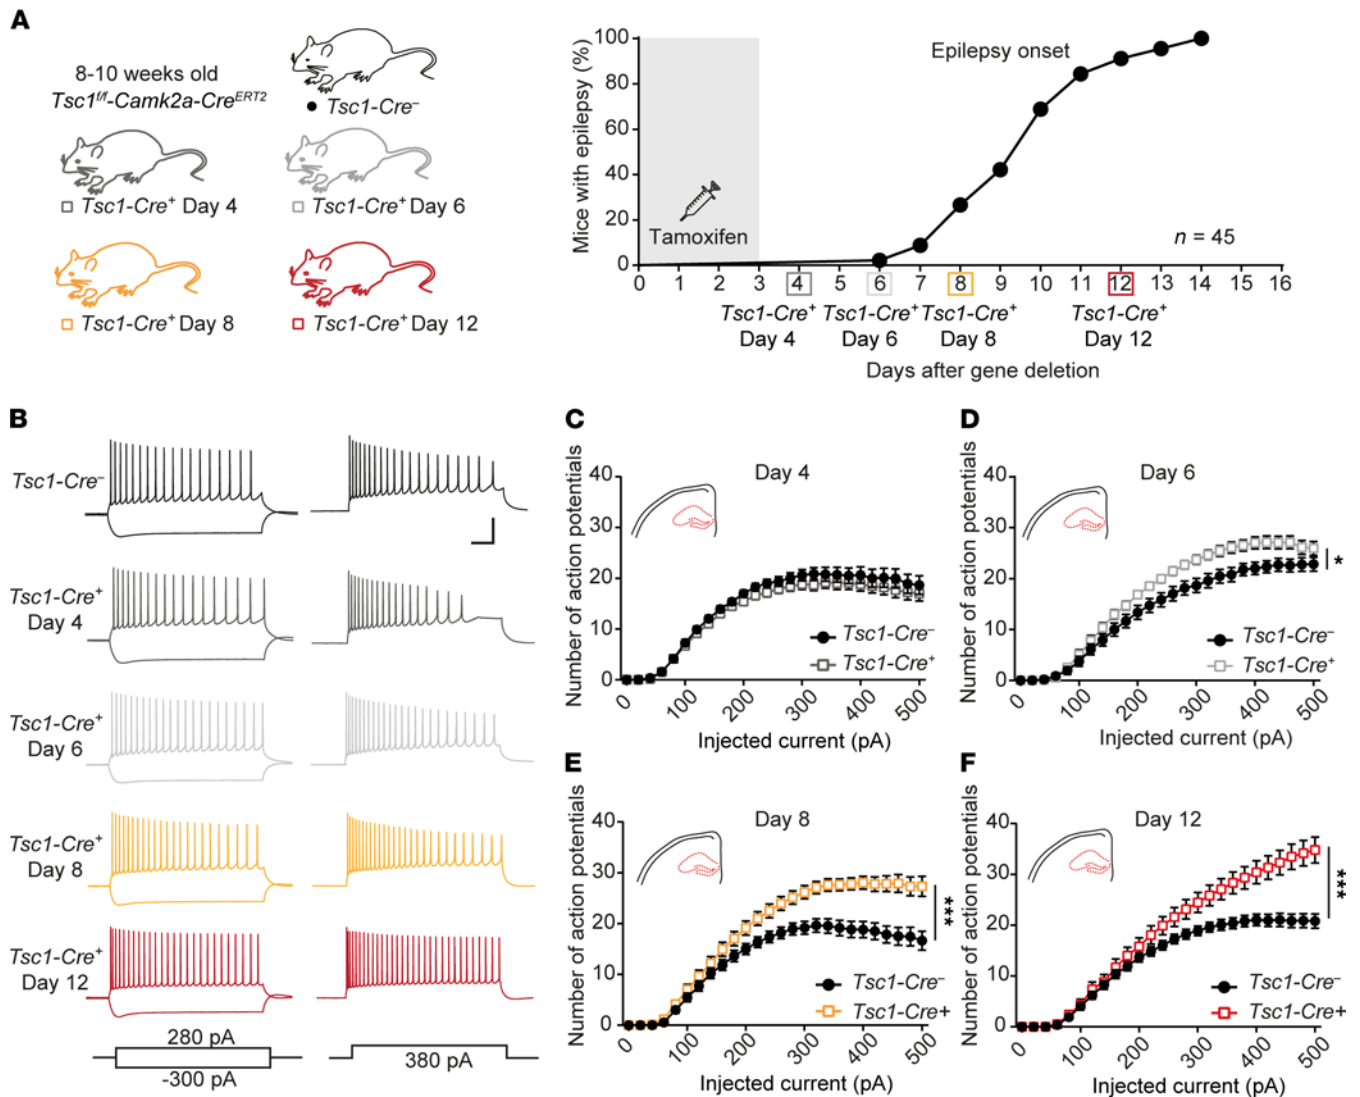 A
8-10 weeks old
Tsc1f/f-Camk2a-CreERT2
Tsc1-Cre−
Tsc1-Cre+ Day 4
Tsc1-Cre+ Day 6
Tsc1-Cre+ Day 8
Tsc1-Cre+ Day 12
Mice with epilepsy (%)
100
80
60
40
20
0
Epilepsy onset
Tamoxifen
n = 45
0 1 2 3 4 5 6 7 8 9 10 11 12 13 14 15 16
Tsc1-Cre+ Tsc1-Cre+ Tsc1-Cre+ Tsc1-Cre+
Day 4 Day 6 Day 8 Day 12
Days after gene deletion
B
Tsc1-Cre−
Tsc1-Cre+
Day 4
Tsc1-Cre+
Day 6
Tsc1-Cre+
Day 8
Tsc1-Cre+
Day 12
280 pA
-300 pA
380 pA
C
Day 4
Number of action potentials
40
30
20
10
0
Tsc1-Cre−
Tsc1-Cre+
0 100 200 300 400 500
Injected current (pA)
D
Day 6
Number of action potentials
40
30
20
10
0
*
Tsc1-Cre−
Tsc1-Cre+
0 100 200 300 400 500
Injected current (pA)
E
Day 8
Number of action potentials
40
30
20
10
0
***
Tsc1-Cre−
Tsc1-Cre+
0 100 200 300 400 500
Injected current (pA)
F
Day 12
Number of action potentials
40
30
20
10
0
***
Tsc1-Cre−
Tsc1-Cre+
0 100 200 300 400 500
Injected current (pA)